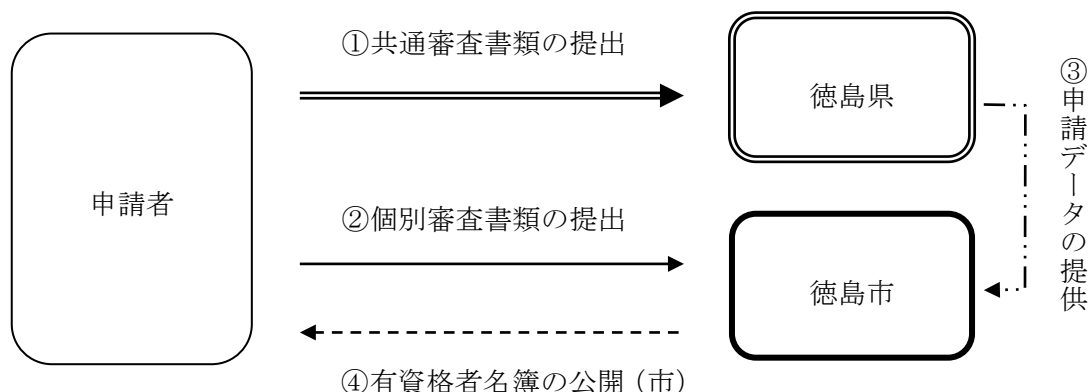 ①共通審査書類の提出
徳島県
③申請データの提供
申請者
②個別審査書類の提出
徳島市
④有資格者名簿の公開（市）